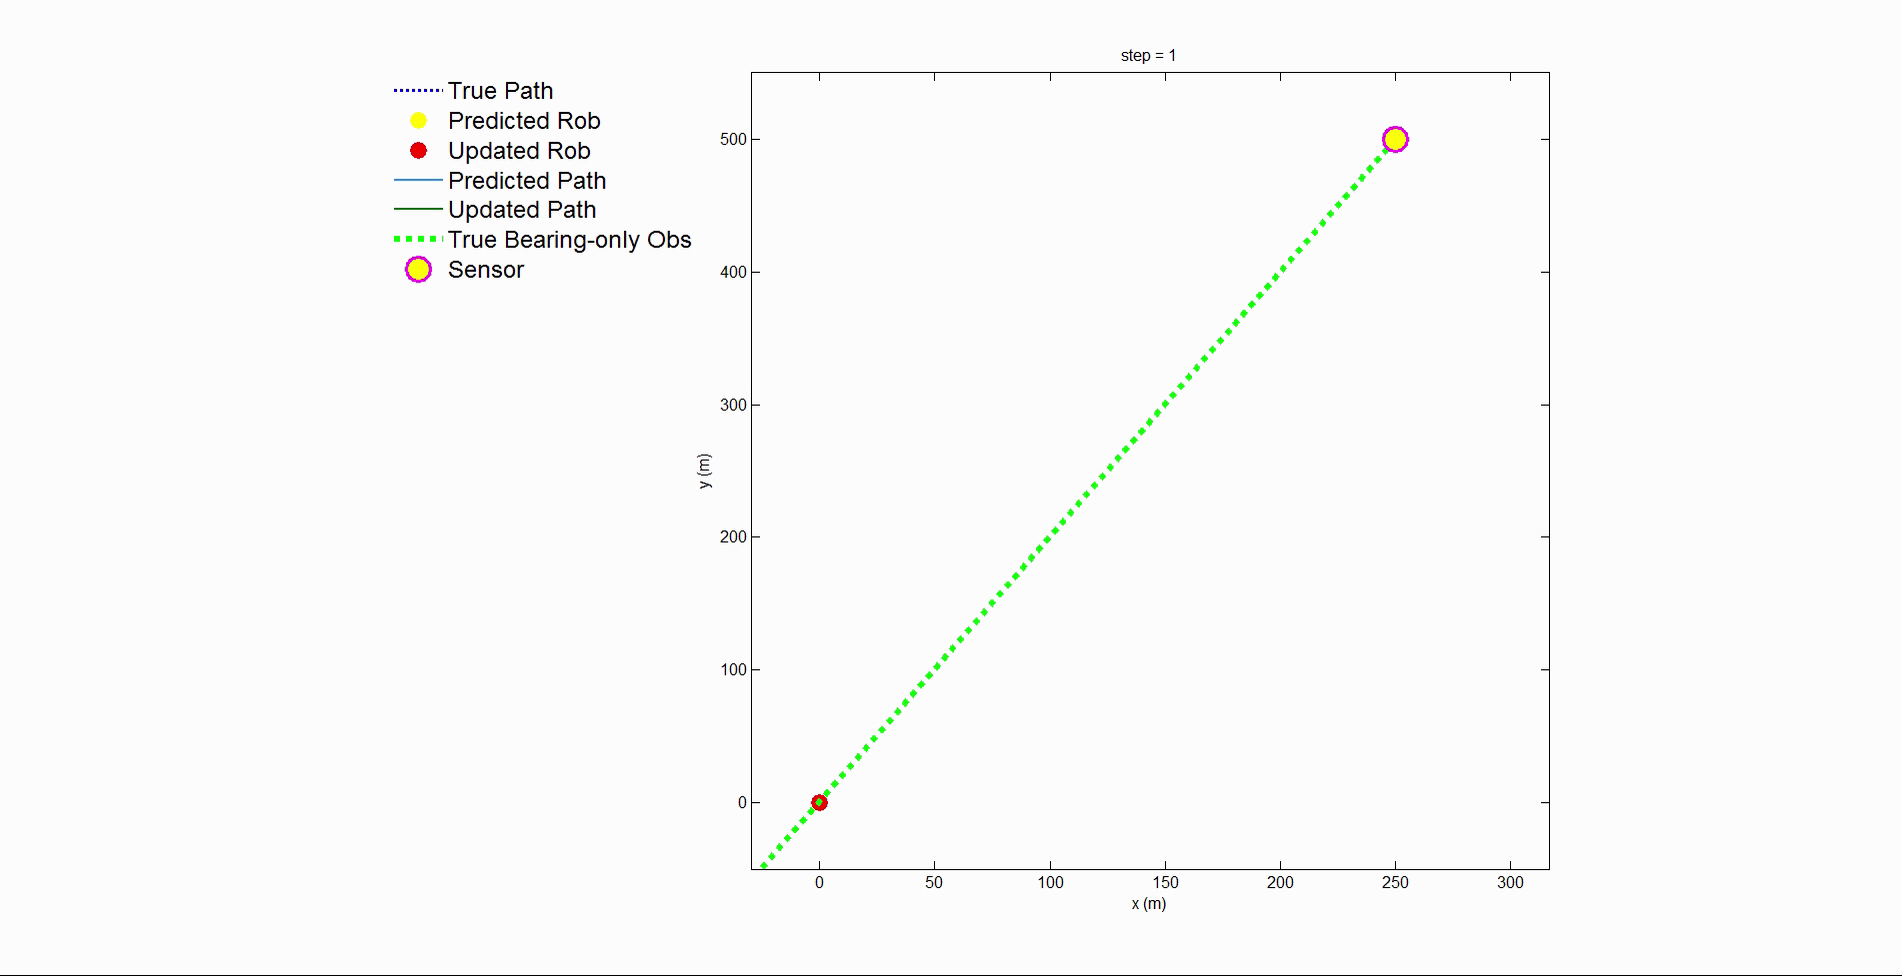 step = 1
True Path
Predicted Rob
Updated Rob
Predicted Path
Updated Path
True Bearing-only Obs
Sensor
500
400
300
200
100
0
y (m)
0 50 100 150 200 250 300
x (m)